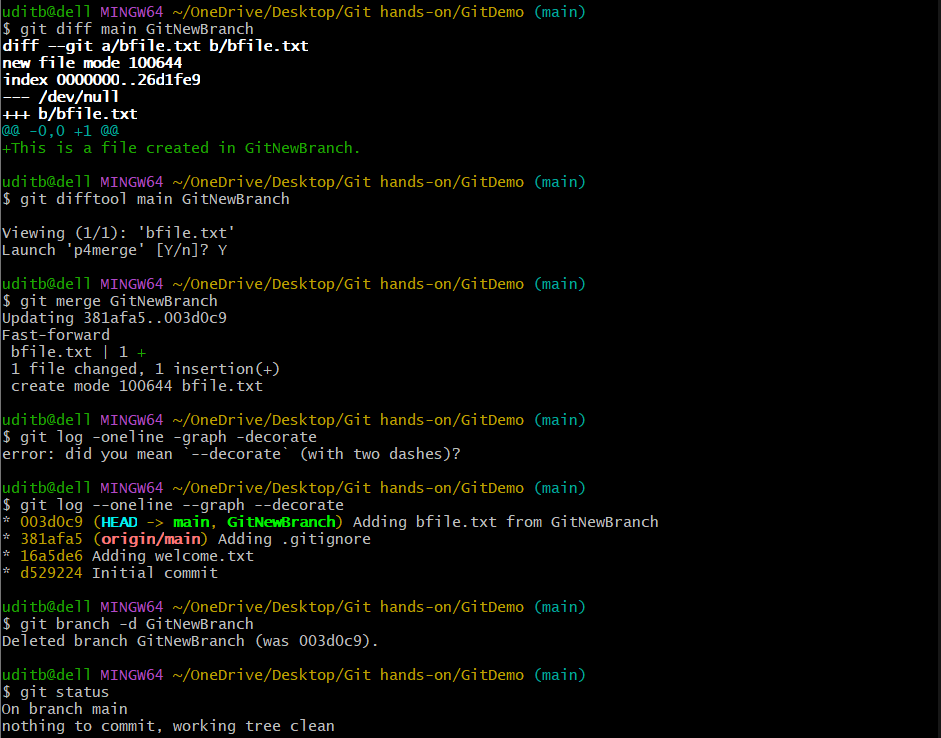 uditb@dell MINGW64 ~/OneDrive/Desktop/Git hands-on/GitDemo (main)
$ git diff main GitNewBranch
diff --git a/bfile.txt b/bfile.txt
new file mode 100644
index 0000000..26d1fe9
--- /dev/null
+++ b/bfile.txt
@@ -0,0 +1 @@
+This is a file created in GitNewBranch.
uditb@dell MINGW64 ~/OneDrive/Desktop/Git hands-on/GitDemo (main)
$ git difftool main GitNewBranch
Viewing (1/1): 'bfile.txt'
Launch 'p4merge' [Y/n]? Y
uditb@dell MINGW64 ~/OneDrive/Desktop/Git hands-on/GitDemo (main)
$ git merge GitNewBranch
Updating 381afa5..003d0c9
Fast-forward
 bfile.txt | 1 +
 1 file changed, 1 insertion(+)
 create mode 100644 bfile.txt
uditb@dell MINGW64 ~/OneDrive/Desktop/Git hands-on/GitDemo (main)
$ git log -oneline -graph -decorate
error: did you mean `--decorate` (with two dashes)?
uditb@dell MINGW64 ~/OneDrive/Desktop/Git hands-on/GitDemo (main)
$ git log --oneline --graph --decorate
* 003d0c9 (HEAD -> main, GitNewBranch) Adding bfile.txt from GitNewBranch
* 381afa5 (origin/main) Adding .gitignore
* 16a5de6 Adding welcome.txt
* d529224 Initial commit
uditb@dell MINGW64 ~/OneDrive/Desktop/Git hands-on/GitDemo (main)
$ git branch -d GitNewBranch
Deleted branch GitNewBranch (was 003d0c9).
uditb@dell MINGW64 ~/OneDrive/Desktop/Git hands-on/GitDemo (main)
$ git status
On branch main
nothing to commit, working tree clean